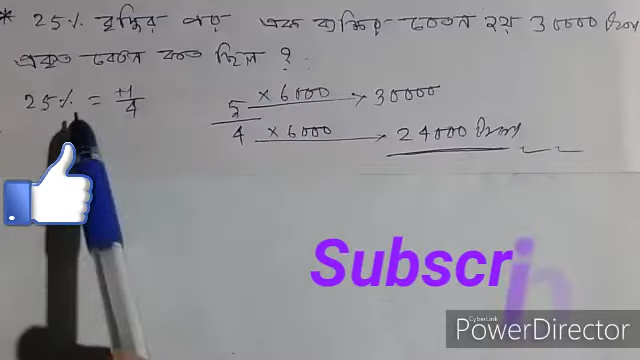 * 25% বৃদ্ধির পর এক ব্যক্তির বেতন হয় 30000 টাকা
প্রকৃত বেতন কত ছিল ?
25% = +1/4
5 × 6000 → 30000
4 × 6000 → 24000 টাকা
Subscri
CyberLink
PowerDirector